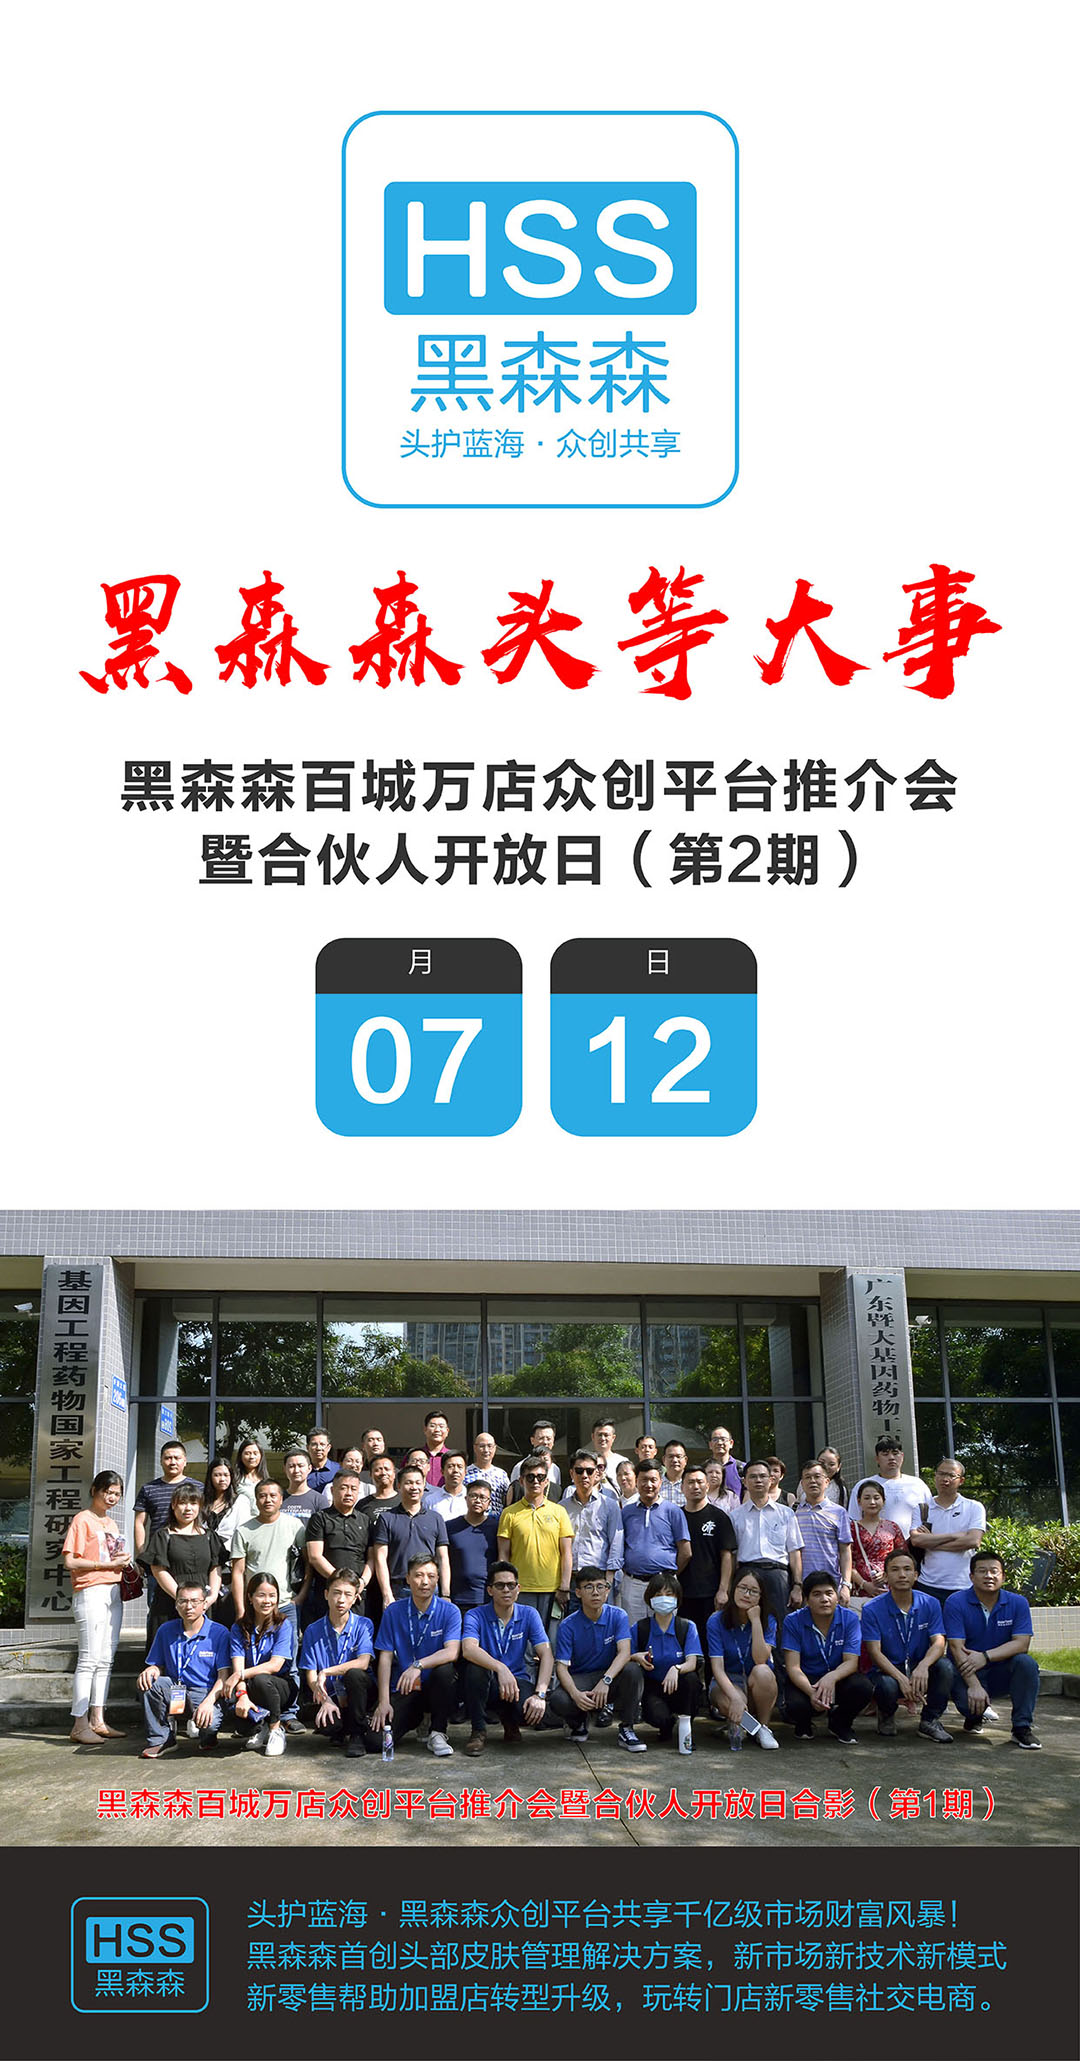 HSS
黑森森
头护蓝海·众创共享
黑森森头等大事
黑森森百城万店众创平台推介会
暨合伙人开放日（第2期）
月
日
07
12
基因工程药物国家工程研究中心
广东暨大基因药物工
黑森森百城万店众创平台推介会暨合伙人开放日合影（第1期）
HSS
黑森森
头护蓝海·黑森森众创平台共享千亿级市场财富风暴！
黑森森首创头部皮肤管理解决方案，新市场新技术新模式
新零售帮助加盟店转型升级，玩转门店新零售社交电商。